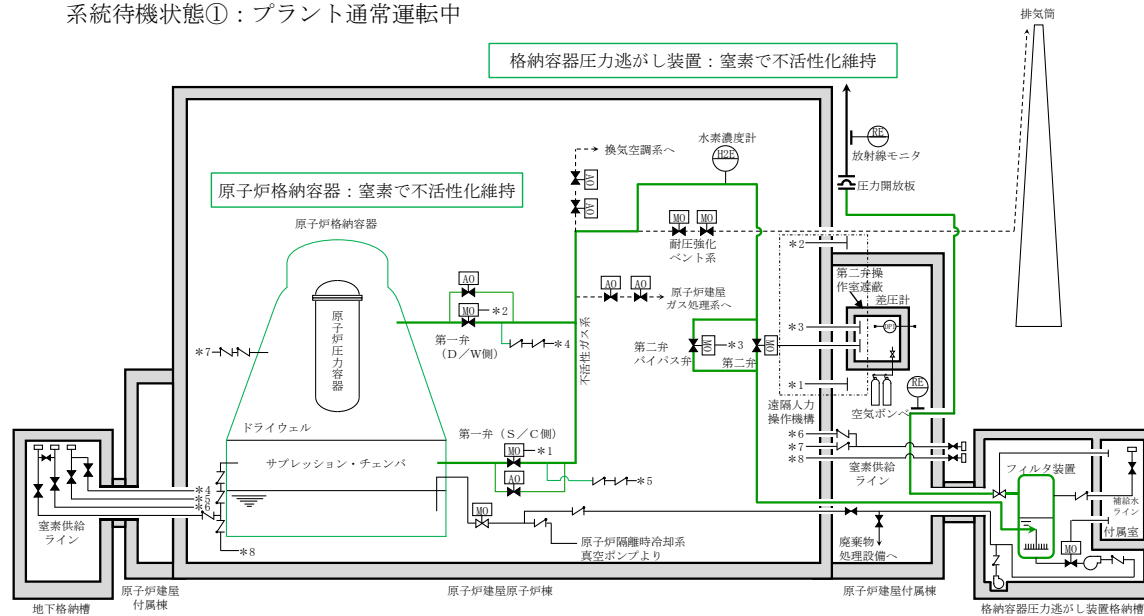 系統待機状態①：プラント通常運転中
排気筒
格納容器圧力逃がし装置：窒素で不活性化維持
水素濃度計
H2E
RE
放射線モニタ
換気空調系へ
AO
AO
圧力開放板
原子炉格納容器：窒素で不活性化維持
原子炉格納容器
MO
MO
耐圧強化
ベント系
＊2
第二弁操
作室遮蔽
差圧計
DPI
AO
MO
＊2
AO
AO
原子炉建屋
ガス処理系へ
原子炉圧力容器
第一弁
（D／W側）
＊4
不活性ガス系
＊7
MO
＊3
第二弁
バイパス弁
MO
第二弁
＊3
＊1
RE
遠隔人力
操作機構
空気ボンベ
ドライウェル
第一弁（S／C側）
MO
＊1
AO
＊5
サプレッション・チェンバ
＊6
＊7
＊8
窒素供給
ライン
フィルタ装置
補給水
ライン
付属室
MO
＊4
＊5
＊6
＊8
窒素供給
ライン
MO
原子炉隔離時冷却系
真空ポンプより
廃棄物
処理設備へ
地下格納槽
原子炉建屋
付属棟
原子炉建屋原子炉棟
原子炉建屋付属棟
格納容器圧力逃がし装置格納槽